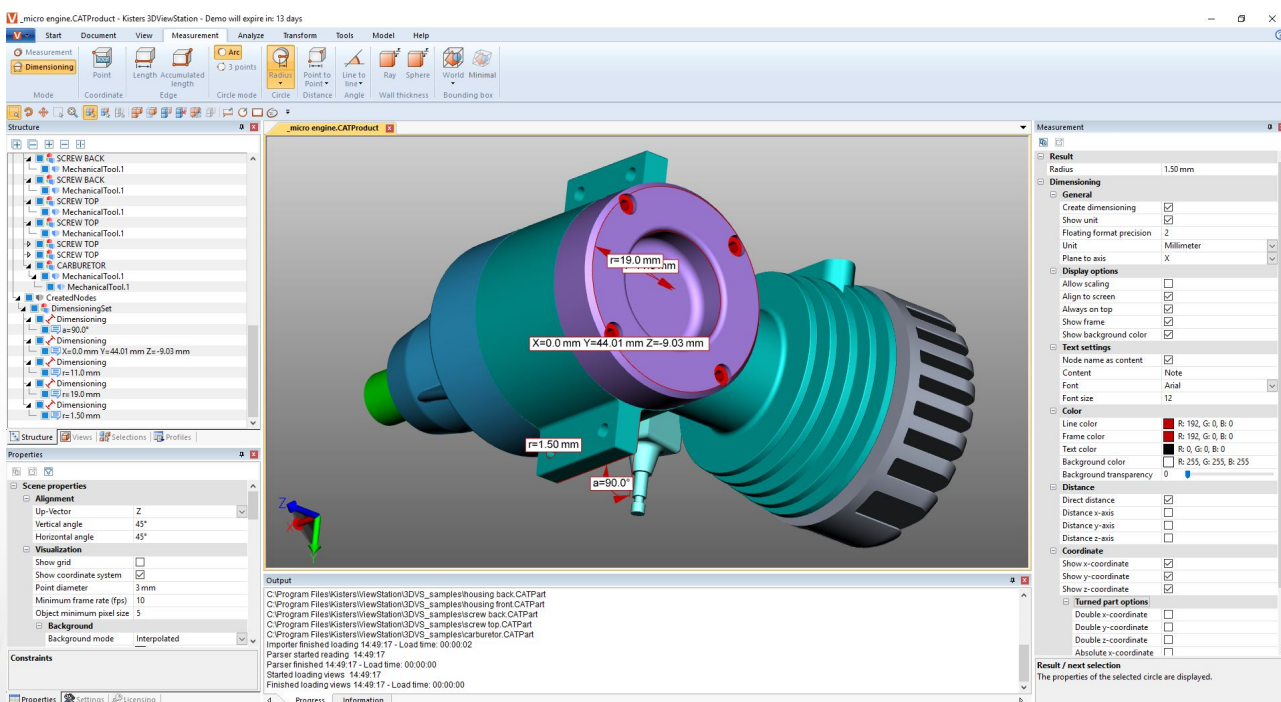 _micro engine.CATProduct - Kisters 3DViewStation - Demo will expire in: 13 days
Start Document View Measurement Analyze Transform Tools Model Help
Measurement
Dimensioning
Mode
Point
Coordinate
Length Accumulated length
Edge
Arc
3 points
Circle mode
Radius
Circle
Point to Point
Distance
Line to line
Angle
Ray Sphere
Wall thickness
World Minimal
Bounding box
Structure
SCREW BACK
MechanicalTool.1
SCREW BACK
MechanicalTool.1
SCREW TOP
MechanicalTool.1
SCREW TOP
MechanicalTool.1
SCREW TOP
SCREW TOP
CARBURETOR
MechanicalTool.1
MechanicalTool.1
CreatedNodes
DimensioningSet
Dimensioning
a=90.0°
Dimensioning
X=0.0 mm Y=44.01 mm Z=-9.03 mm
Dimensioning
r=11.0 mm
Dimensioning
r=19.0 mm
Dimensioning
r=1.50 mm
Structure Views Selections Profiles
Properties
Scene properties
Alignment
Up-Vector Z
Vertical angle 45°
Horizontal angle 45°
Visualization
Show grid
Show coordinate system
Point diameter 3 mm
Minimum frame rate (fps) 10
Object minimum pixel size 5
Background
Background mode Interpolated
Constraints
Properties Settings Licensing
_micro engine.CATProduct
r=19.0 mm
X=0.0 mm Y=44.01 mm Z=-9.03 mm
r=1.50 mm
a=90.0°
Z
X
Y
Output
C:\Program Files\Kisters\ViewStation\3DVS_samples\housing back.CATPart
C:\Program Files\Kisters\ViewStation\3DVS_samples\housing front.CATPart
C:\Program Files\Kisters\ViewStation\3DVS_samples\screw back.CATPart
C:\Program Files\Kisters\ViewStation\3DVS_samples\screw top.CATPart
C:\Program Files\Kisters\ViewStation\3DVS_samples\carburetor.CATPart
Importer finished loading 14:49:17 - Load time: 00:00:02
Parser started reading 14:49:17
Parser finished 14:49:17 - Load time: 00:00:00
Started loading views 14:49:17
Finished loading views 14:49:17 - Load time: 00:00:00
Progress Information
Measurement
Result
Radius 1.50 mm
Dimensioning
General
Create dimensioning
Show unit
Floating format precision 2
Unit Millimeter
Plane to axis X
Display options
Allow scaling
Align to screen
Always on top
Show frame
Show background color
Text settings
Node name as content
Content Note
Font Arial
Font size 12
Color
Line color R: 192, G: 0, B: 0
Frame color R: 192, G: 0, B: 0
Text color R: 0, G: 0, B: 0
Background color R: 255, G: 255, B: 255
Background transparency 0
Distance
Direct distance
Distance x-axis
Distance y-axis
Distance z-axis
Coordinate
Show x-coordinate
Show y-coordinate
Show z-coordinate
Turned part options
Double x-coordinate
Double y-coordinate
Double z-coordinate
Absolute x-coordinate
Result / next selection
The properties of the selected circle are displayed.